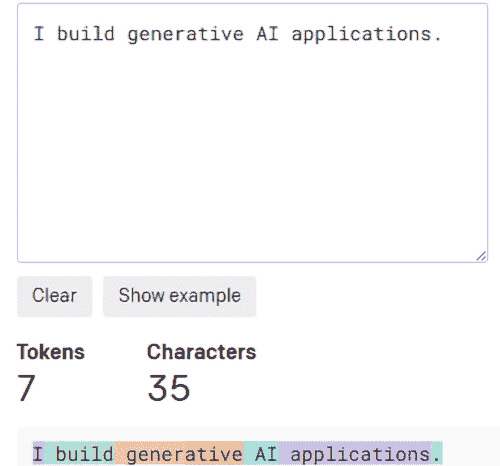 I build generative AI applications.
Clear Show example
Tokens Characters
7 35
I build generative AI applications.